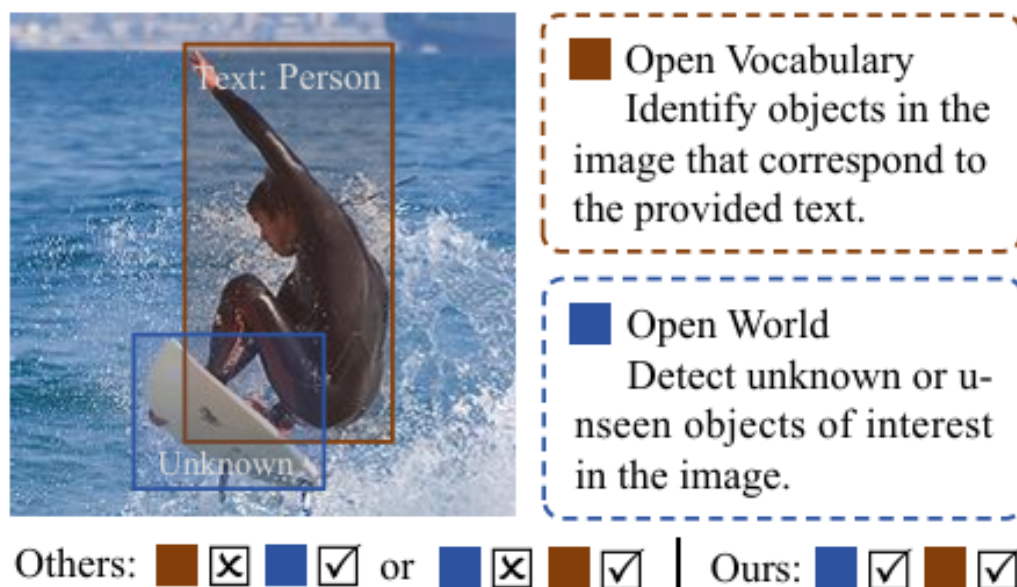 Text: Person
Unknown
Open Vocabulary
Identify objects in the
image that correspond to
the provided text.
Open World
Detect unknown or u-
nseen objects of interest
in the image.
Others: or Ours: